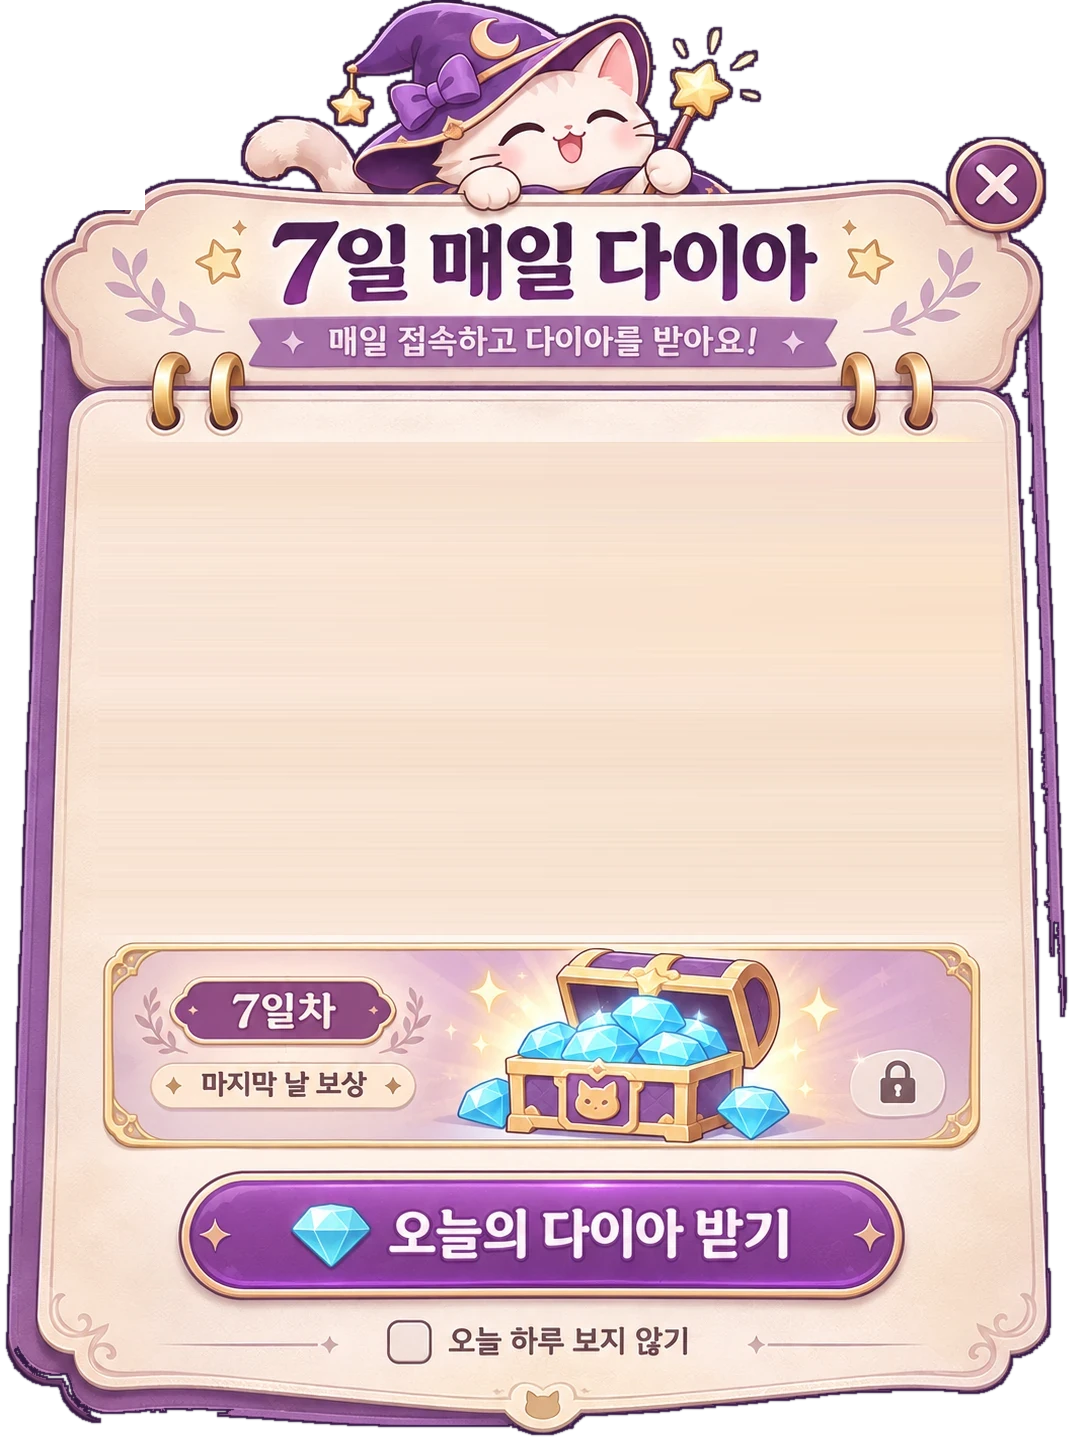 7일 매일 다이아
매일 접속하고 다이아를 받아요!
7일차
마지막 날 보상
오늘의 다이아 받기
오늘 하루 보지 않기